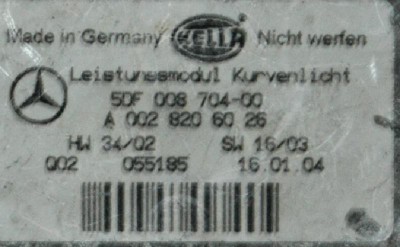 Made in Germany HELLA Nicht werfen
Leistungsmodul Kurvenlicht
5DF 008 704-00
A 002 820 60 26
HW 34/02 SW 16/03
Q02 055185 16.01.04